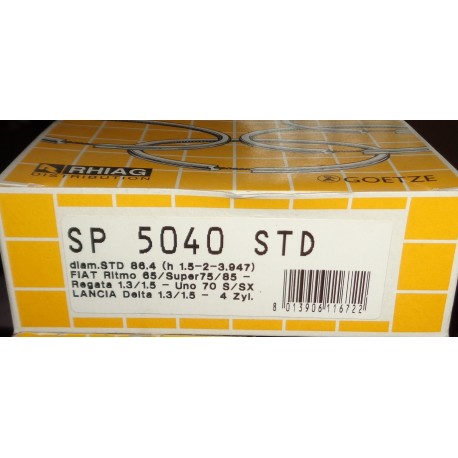 RHIAG
DISTRIBUTION
GOETZE
SP 5040 STD
diam.STD 86.4 (h 1.5-2-3.947)
FIAT Ritmo 65/Super75/85 -
Regata 1.3/1.5 - Uno 70 S/SX
LANCIA Delta 1.3/1.5 - 4 Zyl.
8 013906 116722